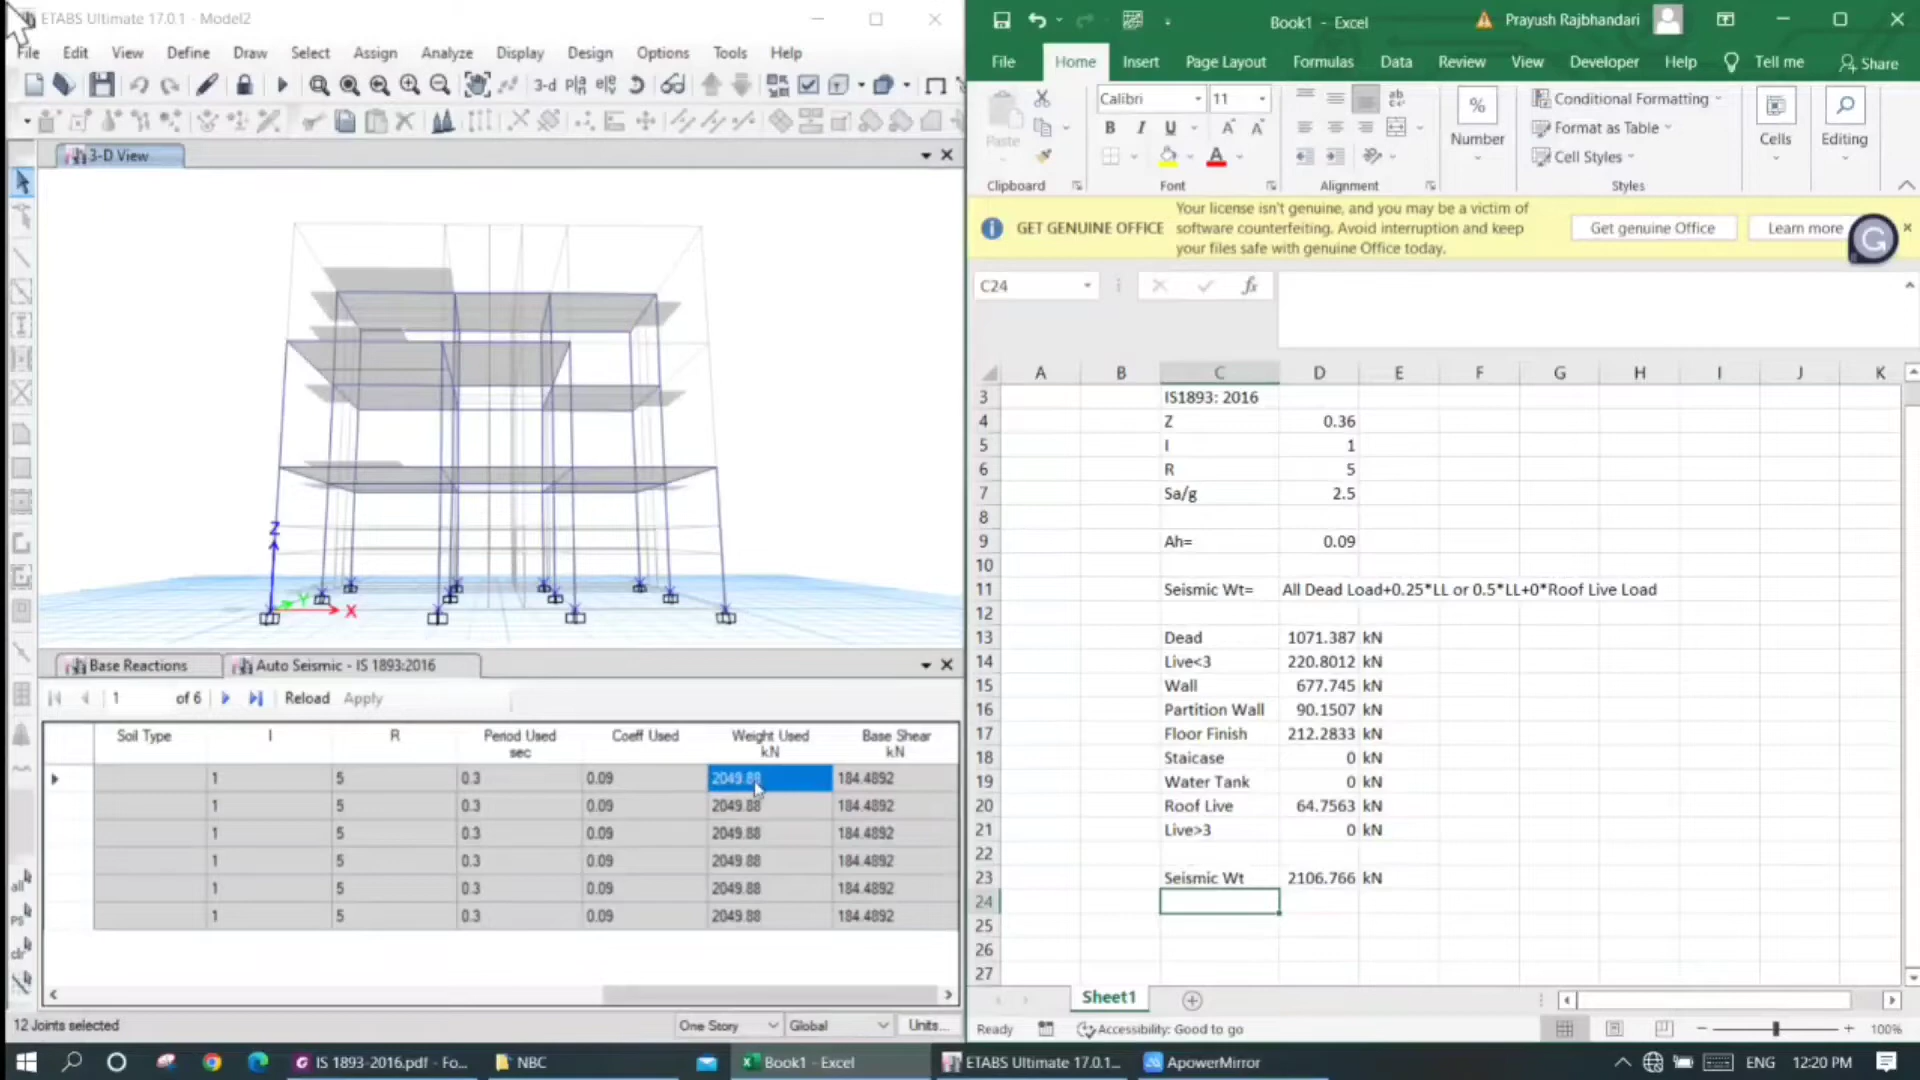 ETABS Ultimate 17.0.1 - Model2
File Edit View Define Draw Select Assign Analyze Display Design Options Tools Help
3-d
3-D View
Z
Y
X
Base Reactions
Auto Seismic - IS 1893:2016
1 of 6 Reload Apply
Soil Type I R Period Used sec Coeff Used Weight Used kN Base Shear kN
1 5 0.3 0.09 2049.88 184.4892
1 5 0.3 0.09 2049.88 184.4892
1 5 0.3 0.09 2049.88 184.4892
1 5 0.3 0.09 2049.88 184.4892
1 5 0.3 0.09 2049.88 184.4892
1 5 0.3 0.09 2049.88 184.4892
all
ps
clr
12 Joints selected
One Story
Global
Units...
Book1 - Excel
Prayush Rajbhandari
File Home Insert Page Layout Formulas Data Review View Developer Help Tell me Share
Paste
Clipboard
Calibri 11
B I U A A
A
Font
ab
Alignment
%
Number
Conditional Formatting
Format as Table
Cell Styles
Styles
Cells
Editing
GET GENUINE OFFICE
Your license isn't genuine, and you may be a victim of
software counterfeiting. Avoid interruption and keep
your files safe with genuine Office today.
Get genuine Office
Learn more
G
C24
fx
A B C D E F G H I J K
3 IS1893: 2016
4 Z 0.36
5 I 1
6 R 5
7 Sa/g 2.5
8
9 Ah= 0.09
10
11 Seismic Wt= All Dead Load+0.25*LL or 0.5*LL+0*Roof Live Load
12
13 Dead 1071.387 kN
14 Live<3 220.8012 kN
15 Wall 677.745 kN
16 Partition Wall 90.1507 kN
17 Floor Finish 212.2833 kN
18 Staicase 0 kN
19 Water Tank 0 kN
20 Roof Live 64.7563 kN
21 Live>3 0 kN
22
23 Seismic Wt 2106.766 kN
24
25
26
27
Sheet1
Ready
Accessibility: Good to go
100%
IS 1893-2016.pdf - Fo...
NBC
Book1 - Excel
ETABS Ultimate 17.0.1...
ApowerMirror
ENG
12:20 PM